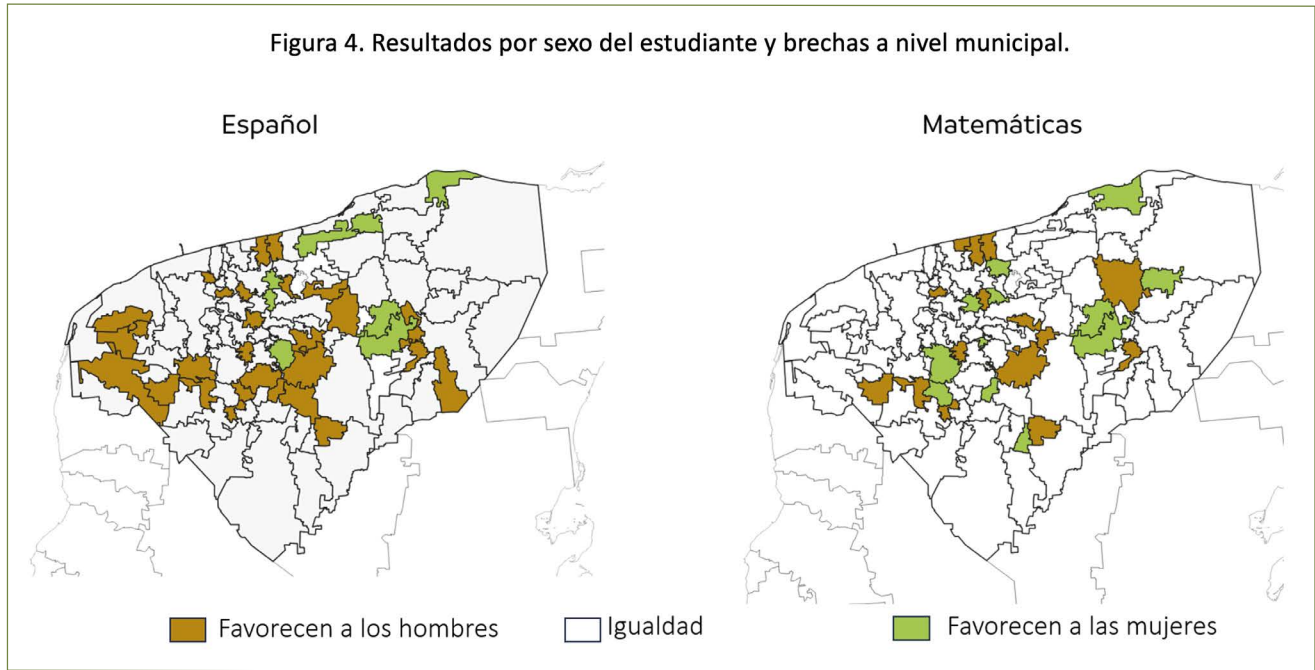 Figura 4. Resultados por sexo del estudiante y brechas a nivel municipal.
Español
Matemáticas
Favorecen a los hombres
Igualdad
Favorecen a las mujeres